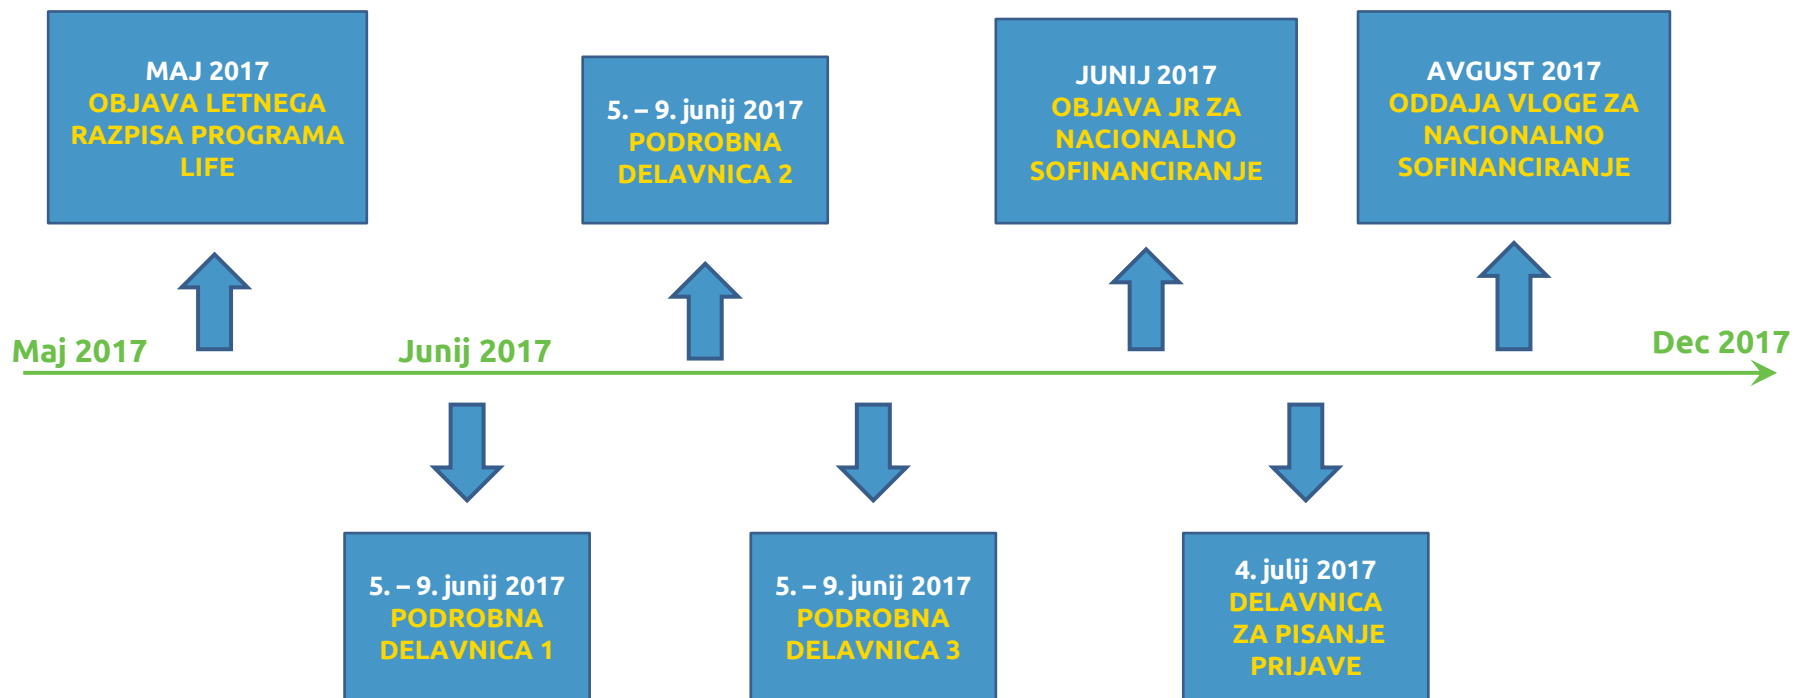 MAJ 2017
OBJAVA LETNEGA
RAZPISA PROGRAMA
LIFE
5. – 9. junij 2017
PODROBNA
DELAVNICA 2
JUNIJ 2017
OBJAVA JR ZA
NACIONALNO
SOFINANCIRANJE
AVGUST 2017
ODDAJA VLOGE ZA
NACIONALNO
SOFINANCIRANJE
Maj 2017
Junij 2017
Dec 2017
5. – 9. junij 2017
PODROBNA
DELAVNICA 1
5. – 9. junij 2017
PODROBNA
DELAVNICA 3
4. julij 2017
DELAVNICA
ZA PISANJE
PRIJAVE